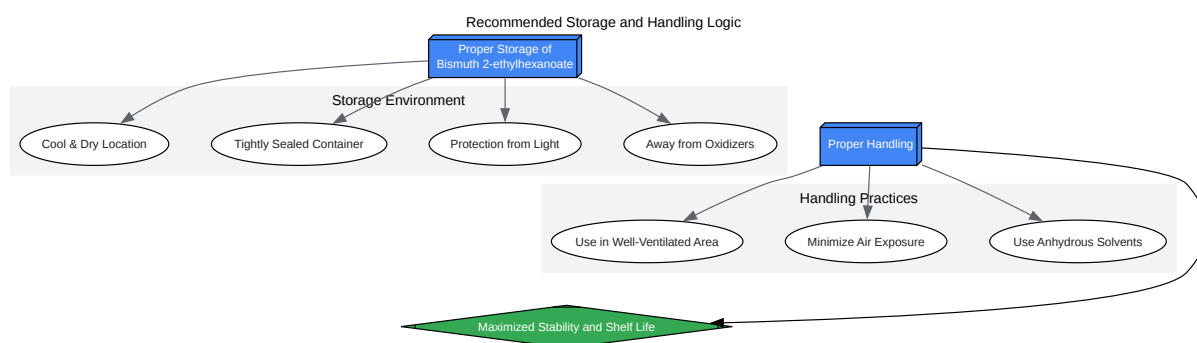 Recommended Storage and Handling Logic
Proper Storage of
Bismuth 2-ethylhexanoate
Storage Environment
Cool & Dry Location
Tightly Sealed Container
Protection from Light
Away from Oxidizers
Proper Handling
Handling Practices
Use in Well-Ventilated Area
Minimize Air Exposure
Use Anhydrous Solvents
Maximized Stability and Shelf Life